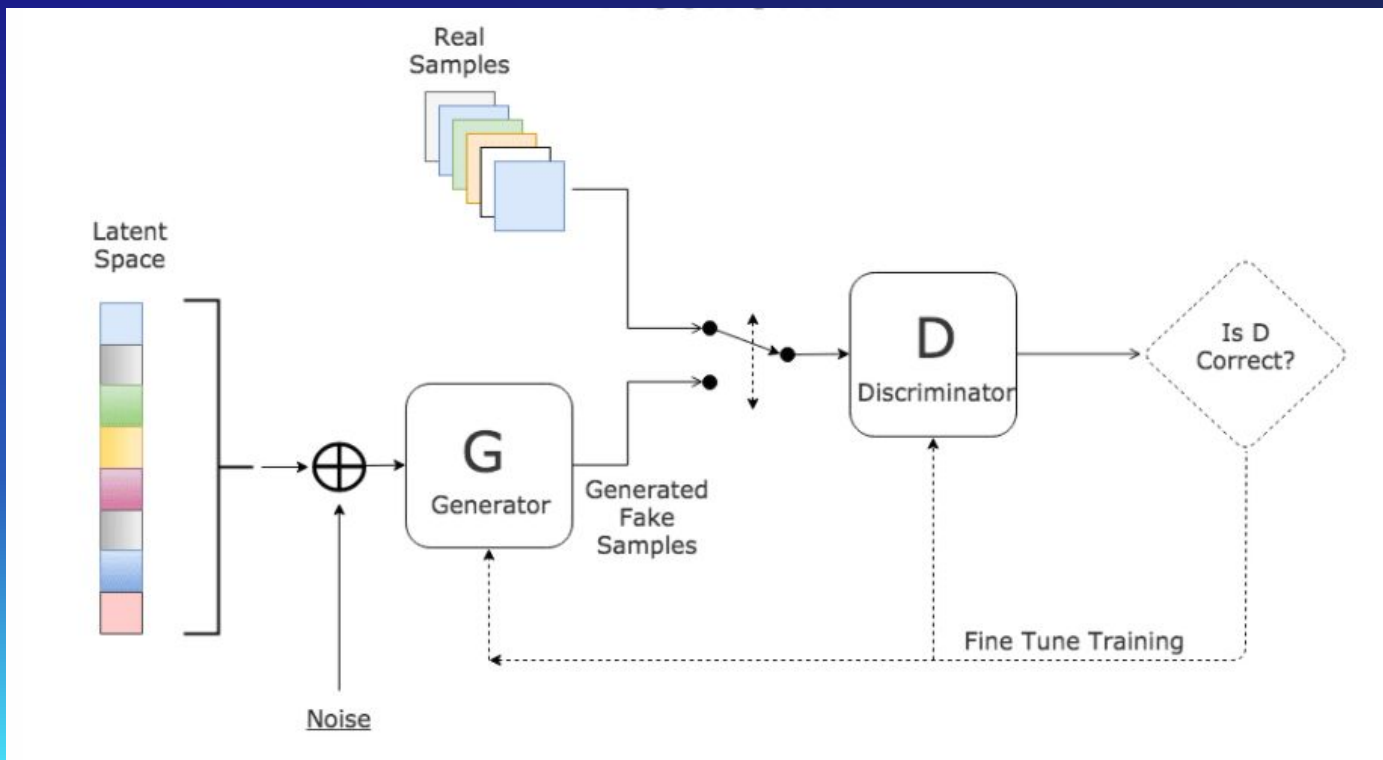 Real
Samples
Latent
Space
G
Generator
Generated
Fake
Samples
Noise
D
Discriminator
Is D
Correct?
Fine Tune Training